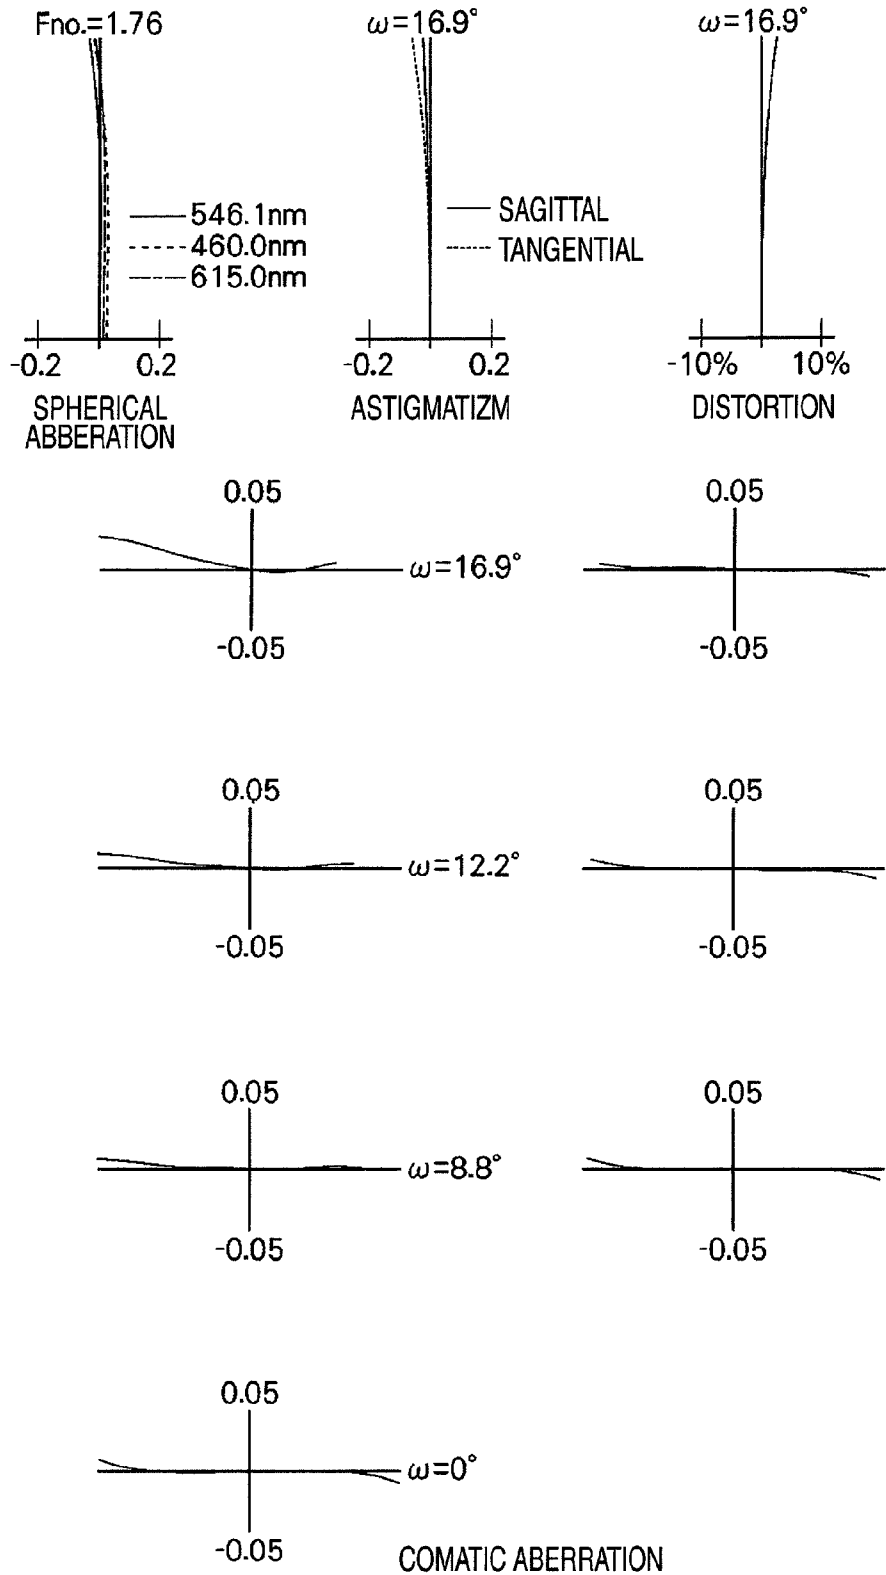 Fno.=1.76
ω=16.9°
ω=16.9°
546.1nm
460.0nm
615.0nm
SAGITTAL
TANGENTIAL
-0.2 0.2
-0.2 0.2
-10% 10%
SPHERICAL
ABBERATION
ASTIGMATIZM
DISTORTION
0.05
0.05
ω=16.9°
-0.05
-0.05
0.05
0.05
ω=12.2°
-0.05
-0.05
0.05
0.05
ω=8.8°
-0.05
-0.05
0.05
ω=0°
-0.05
COMATIC ABERRATION